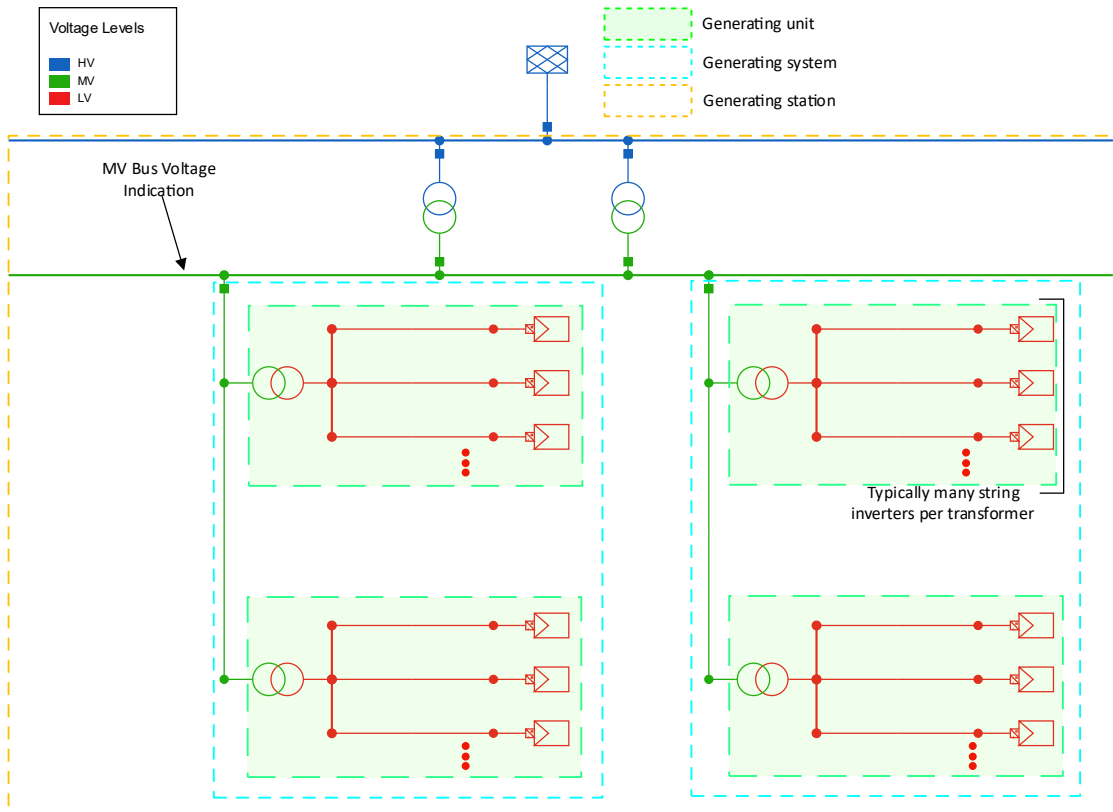 Voltage Levels
HV
MV
LV
Generating unit
Generating system
Generating station
MV Bus Voltage
Indication
Typically many string
inverters per transformer